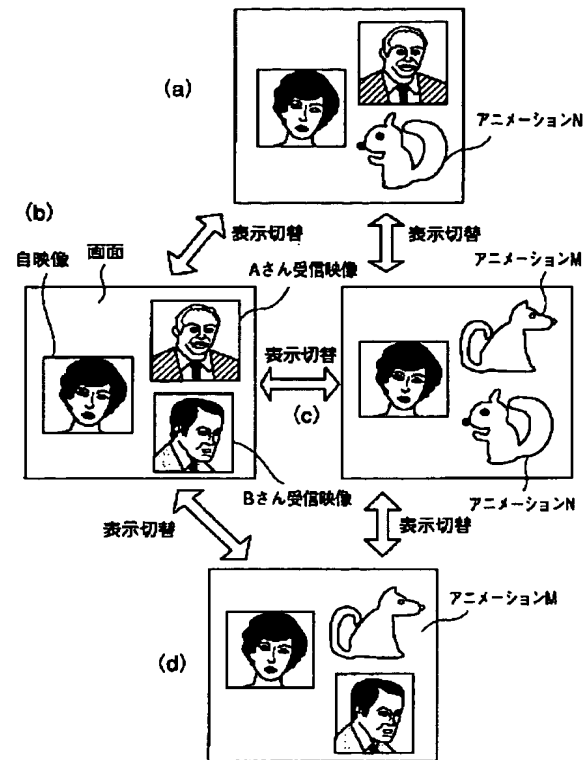 (a)
アニメーションN
(b)
表示切替
表示切替
自映像
画面
Aさん受信映像
アニメーションM
表示切替
(c)
Bさん受信映像
アニメーションN
表示切替
表示切替
アニメーションM
(d)